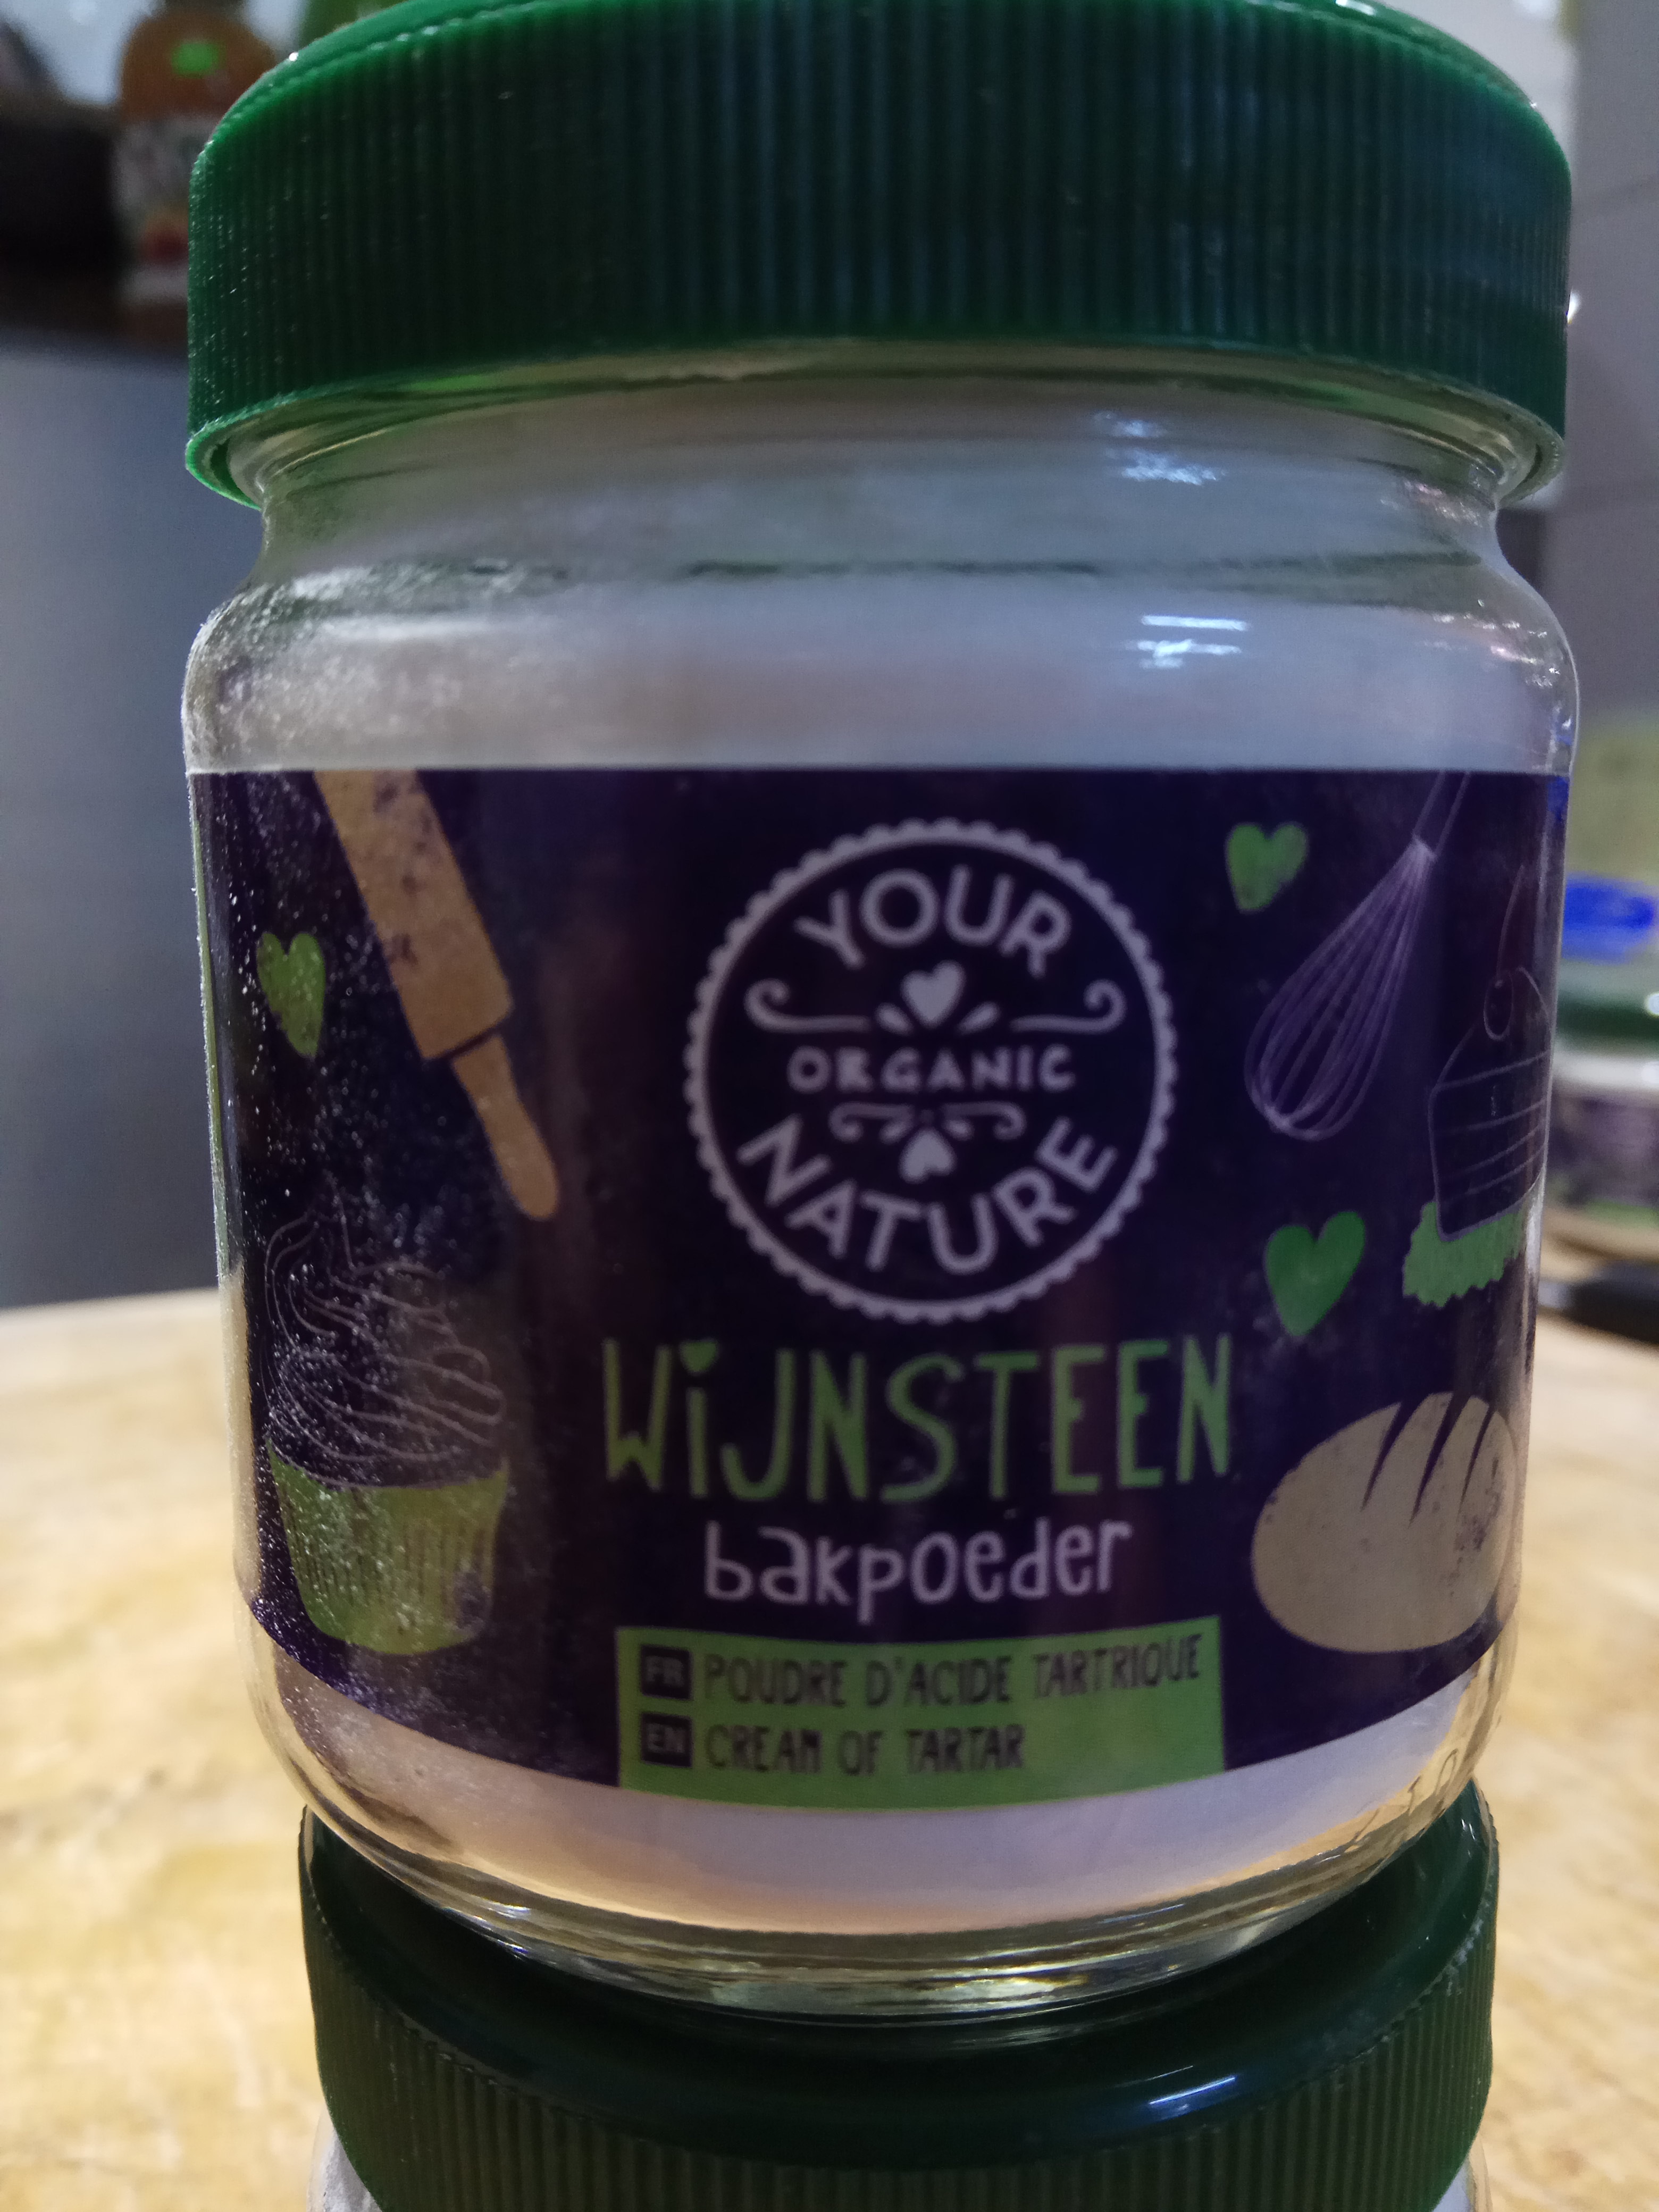 YOUR
ORGANIC
NATURE
WiJNSTEEN
bakpoeder
FR POUDRE D'ACIDE TARTRIQUE
EN CREAM OF TARTAR